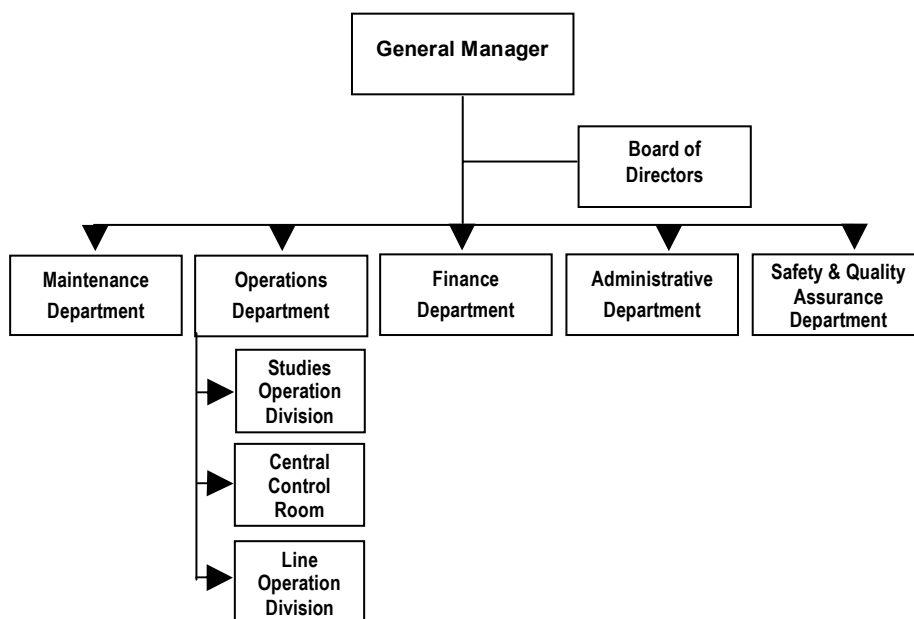 General Manager
Board of
Directors
Maintenance
Department
Operations
Department
Finance
Department
Administrative
Department
Safety & Quality
Assurance
Department
Studies
Operation
Division
Central
Control
Room
Line
Operation
Division